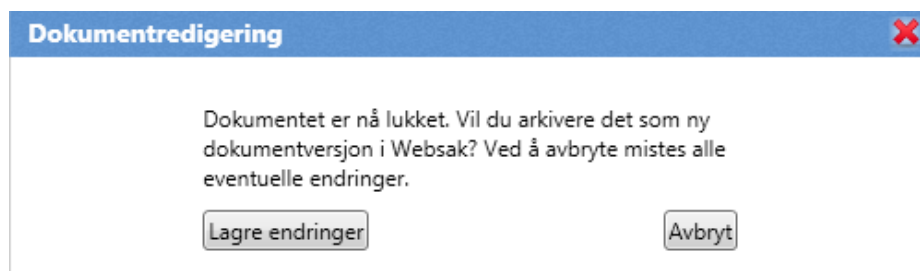 Dokumentredigering
Dokumentet er nå lukket. Vil du arkivere det som ny
dokumentversjon i Websak? Ved å avbryte mistes alle
eventuelle endringer.
Lagre endringer
Avbryt